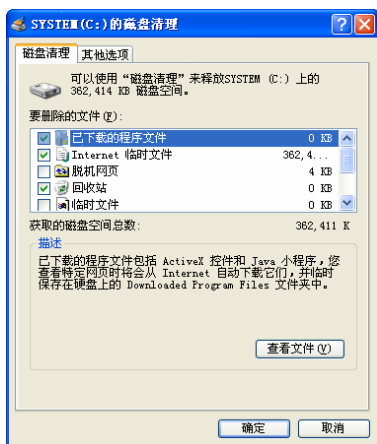 SYSTEM(C:)的磁盘清理
磁盘清理 其他选项
可以使用“磁盘清理”来释放SYSTEM (C:) 上的
362,414 KB 磁盘空间。
要删除的文件(F):
已下载的程序文件 0 KB
Internet 临时文件 362,4...
脱机网页 4 KB
回收站 0 KB
临时文件 0 KB
获取的磁盘空间总数: 362,411 K
描述
已下载的程序文件包括 ActiveX 控件和 Java 小程序，您
查看特定网页时将会从 Internet 自动下载它们，并临时
保存在硬盘上的 Downloaded Program Files 文件夹中。
查看文件(V)
确定 取消